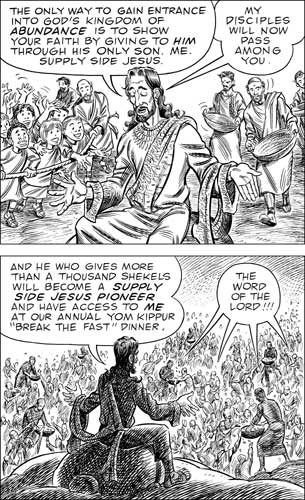 THE ONLY WAY TO GAIN ENTRANCE
INTO GOD'S KINGDOM OF
ABUNDANCE IS TO SHOW
YOUR FAITH BY GIVING TO HIM
THROUGH HIS ONLY SON, ME.
SUPPLY SIDE JESUS.
MY
DISCIPLES
WILL NOW
PASS
AMONG
YOU.
AND HE WHO GIVES MORE
THAN A THOUSAND SHEKELS
WILL BECOME A SUPPLY
SIDE JESUS PIONEER
AND HAVE ACCESS TO ME
AT OUR ANNUAL YOM KIPPUR
"BREAK THE FAST" DINNER.
THE
WORD
OF THE
LORD!!!